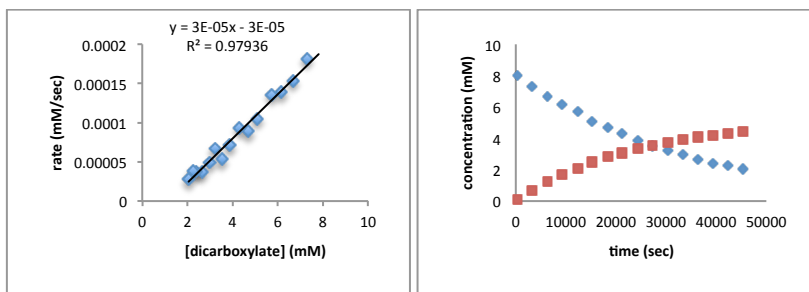 y = 3E-05x - 3E-05
R² = 0.97936
0.0002
0.00015
0.0001
0.00005
0
0 2 4 6 8 10
rate (mM/sec)
[dicarboxylate] (mM)
10
8
6
4
2
0
0 10000 20000 30000 40000 50000
concentration (mM)
time (sec)